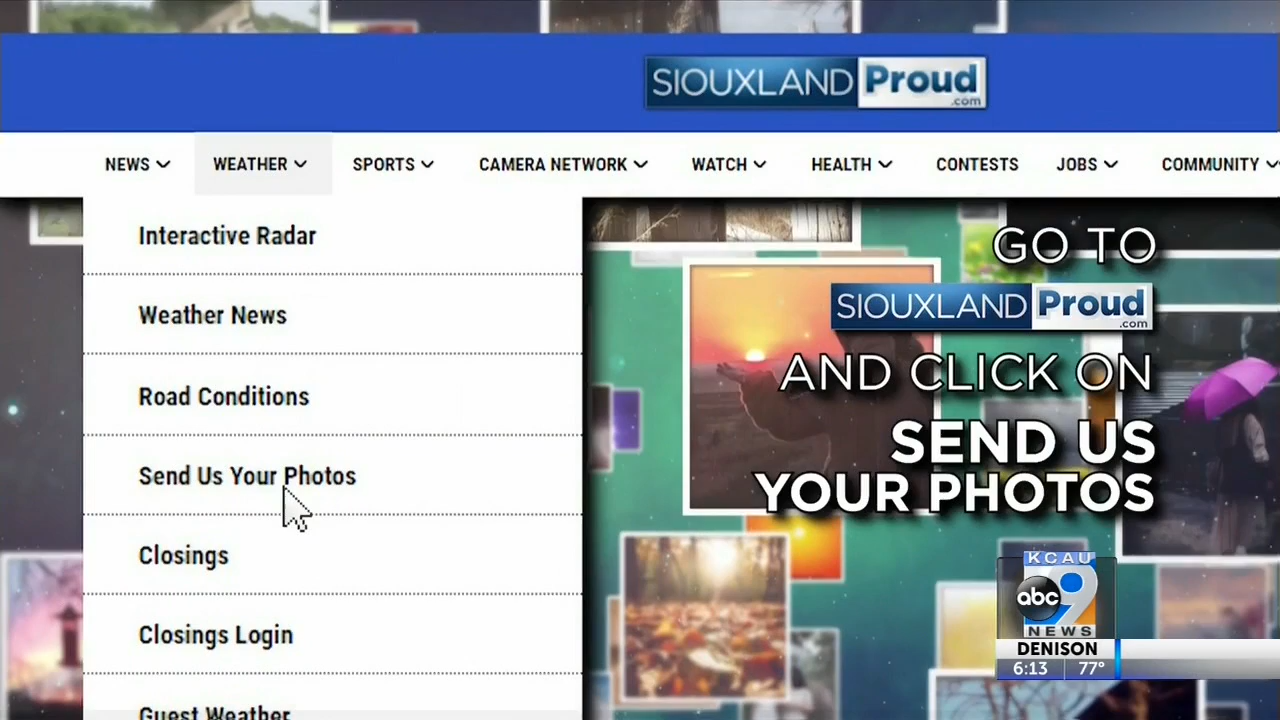 SIOUXLAND Proud .com
NEWS WEATHER SPORTS CAMERA NETWORK WATCH HEALTH CONTESTS JOBS COMMUNITY
Interactive Radar
Weather News
Road Conditions
Send Us Your Photos
Closings
Closings Login
Guest Weather
GO TO
SIOUXLAND Proud .com
AND CLICK ON
SEND US
YOUR PHOTOS
KCAU
abc 9
NEWS
DENISON
6:13 77°